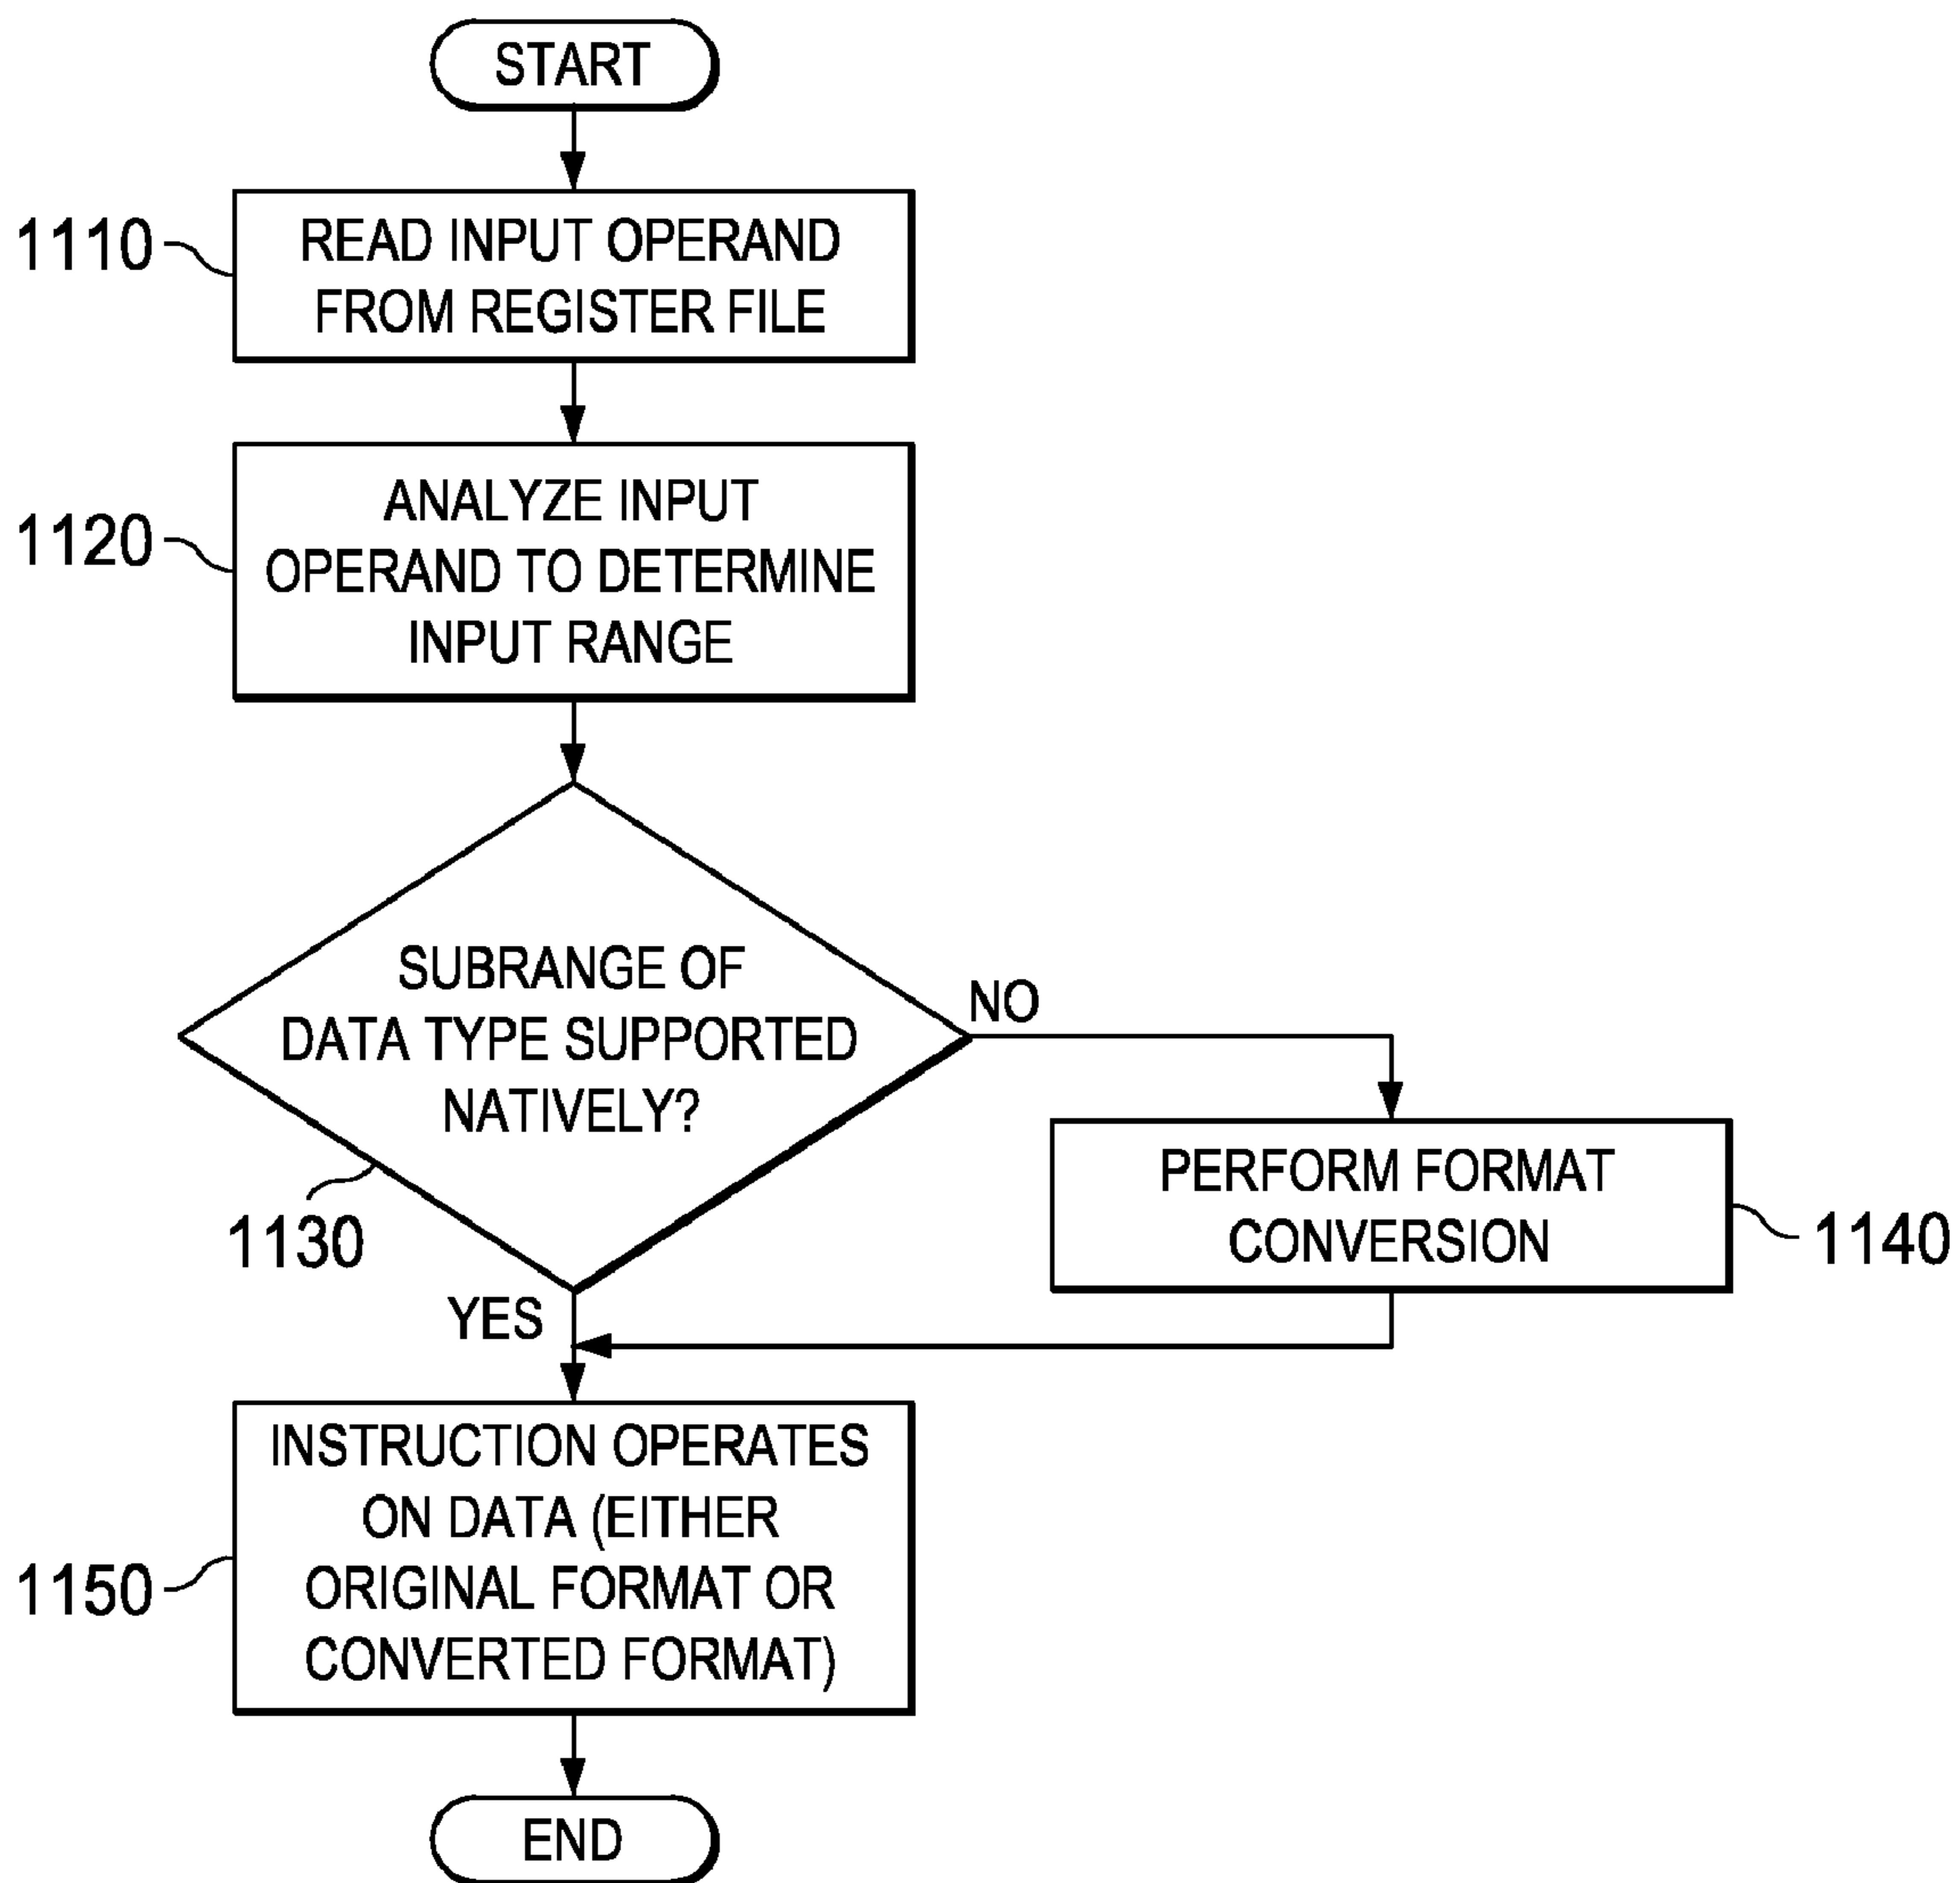 START
1110
READ INPUT OPERAND
FROM REGISTER FILE
1120
ANALYZE INPUT
OPERAND TO DETERMINE
INPUT RANGE
SUBRANGE OF
DATA TYPE SUPPORTED
NATIVELY?
NO
1130
PERFORM FORMAT
CONVERSION
1140
YES
1150
INSTRUCTION OPERATES
ON DATA (EITHER
ORIGINAL FORMAT OR
CONVERTED FORMAT)
END